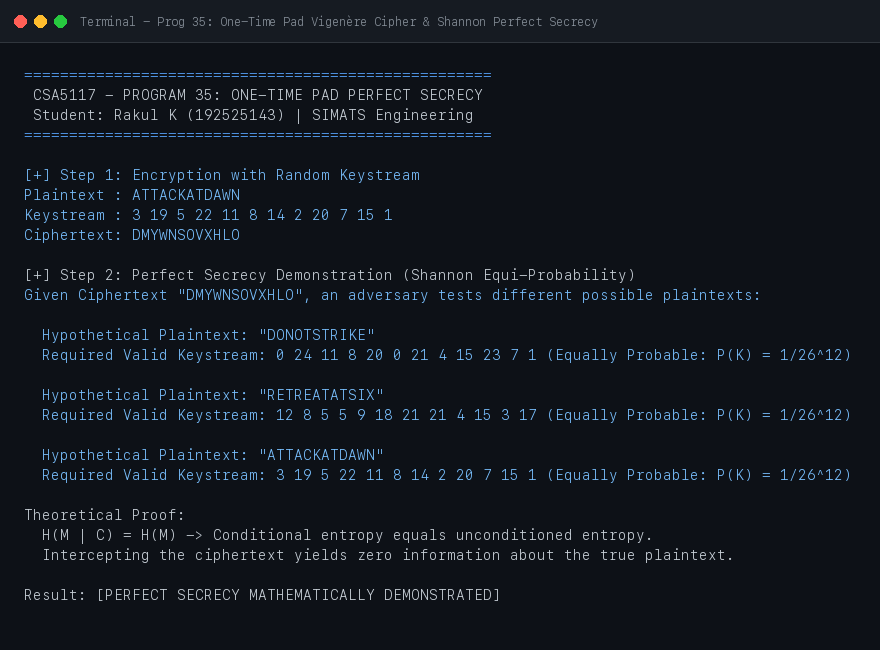 Terminal — Prog 35: One-Time Pad Vigenère Cipher & Shannon Perfect Secrecy
====================================================
CSA5117 - PROGRAM 35: ONE-TIME PAD PERFECT SECRECY
Student: Rakul K (192525143) | SIMATS Engineering
====================================================
[+] Step 1: Encryption with Random Keystream
Plaintext : ATTACKATDAWN
Keystream : 3 19 5 22 11 8 14 2 20 7 15 1
Ciphertext: DMYWNSOVXHLO
[+] Step 2: Perfect Secrecy Demonstration (Shannon Equi-Probability)
Given Ciphertext "DMYWNSOVXHLO", an adversary tests different possible plaintexts:
Hypothetical Plaintext: "DONOTSTRIKE"
Required Valid Keystream: 0 24 11 8 20 0 21 4 15 23 7 1 (Equally Probable: P(K) = 1/26^12)
Hypothetical Plaintext: "RETREATATSIX"
Required Valid Keystream: 12 8 5 5 9 18 21 21 4 15 3 17 (Equally Probable: P(K) = 1/26^12)
Hypothetical Plaintext: "ATTACKATDAWN"
Required Valid Keystream: 3 19 5 22 11 8 14 2 20 7 15 1 (Equally Probable: P(K) = 1/26^12)
Theoretical Proof:
H(M | C) = H(M) -> Conditional entropy equals unconditioned entropy.
Intercepting the ciphertext yields zero information about the true plaintext.
Result: [PERFECT SECRECY MATHEMATICALLY DEMONSTRATED]